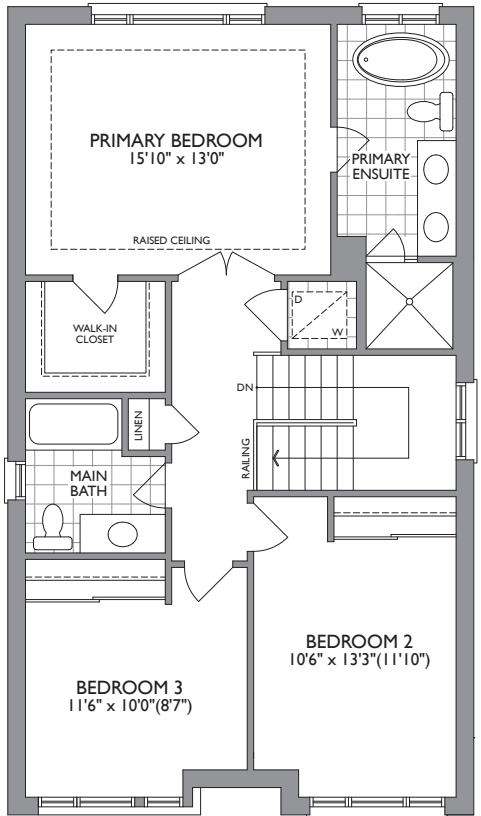 PRIMARY BEDROOM
15'10" x 13'0"
RAISED CEILING
PRIMARY
ENSUITE
WALK-IN
CLOSET
D
W
LINEN
DN
RAILING
MAIN
BATH
BEDROOM 2
10'6" x 13'3"(11'10")
BEDROOM 3
11'6" x 10'0"(8'7")